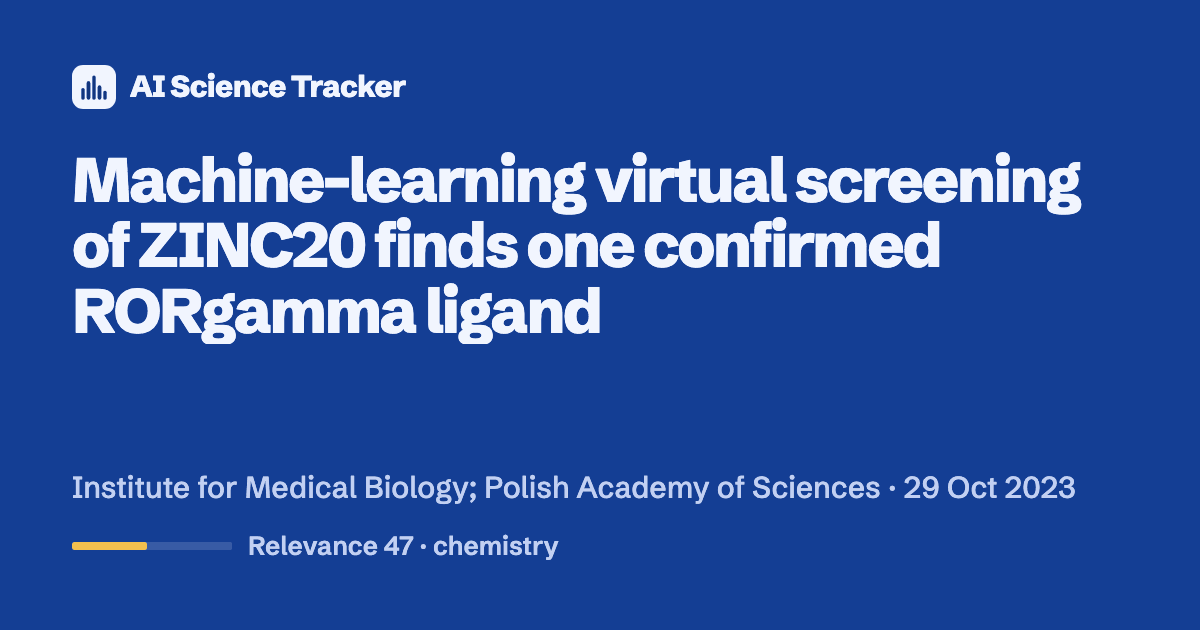 AI Science Tracker
Machine-learning virtual screening
of ZINC20 finds one confirmed
RORgamma ligand
Institute for Medical Biology; Polish Academy of Sciences · 29 Oct 2023
Relevance 47 · chemistry